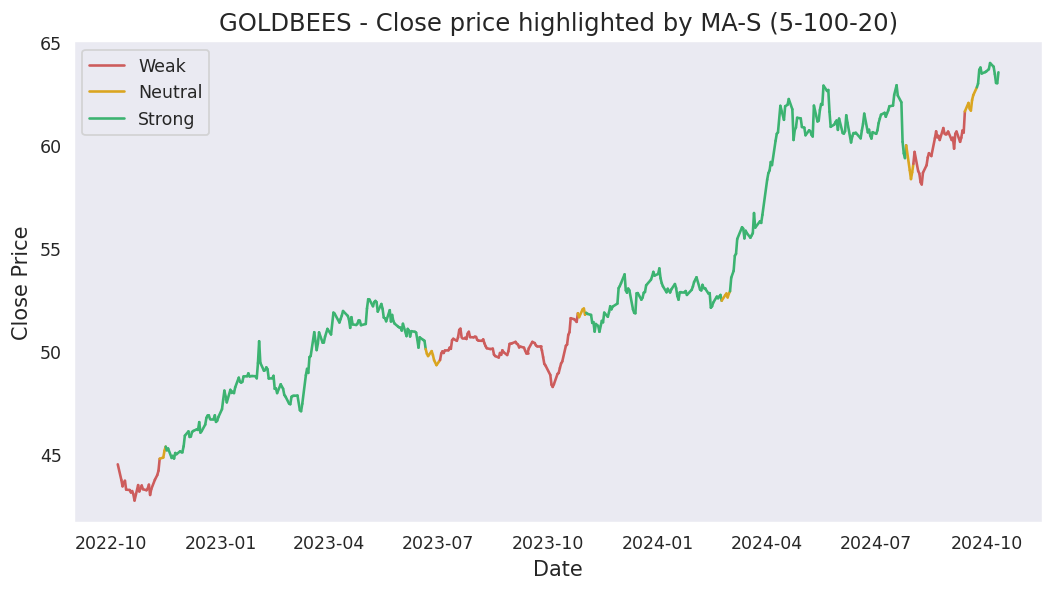 GOLDBEES - Close price highlighted by MA-S (5-100-20)
65
60
55
50
45
Close Price
Weak
Neutral
Strong
2022-10 2023-01 2023-04 2023-07 2023-10 2024-01 2024-04 2024-07 2024-10
Date